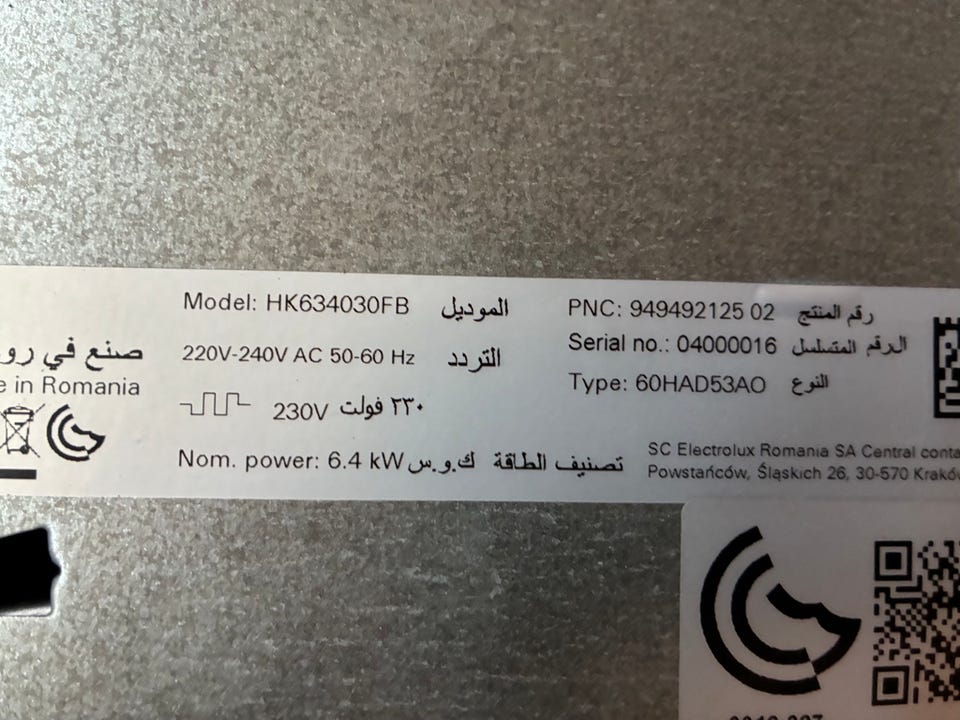 Model: HK634030FB الموديل
PNC: 949492125 02 رقم المنتج
220V-240V AC 50-60 Hz التردد
Serial no.: 04000016 الرقم المتسلسل
صنع في
in Romania
230V ٢٣٠ فولت
Type: 60HAD53AO النوع
Nom. power: 6.4 kW تصنيف الطاقة ك.و.س
SC Electrolux Romania SA Central
Powstańców, Śląskich 26, 30-570